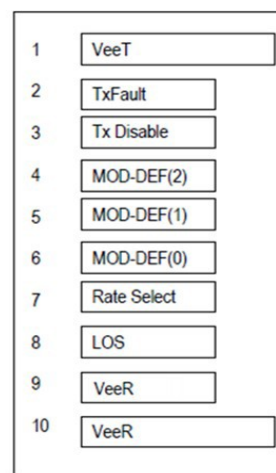 1 VeeT
2 TxFault
3 Tx Disable
4 MOD-DEF(2)
5 MOD-DEF(1)
6 MOD-DEF(0)
7 Rate Select
8 LOS
9 VeeR
10 VeeR